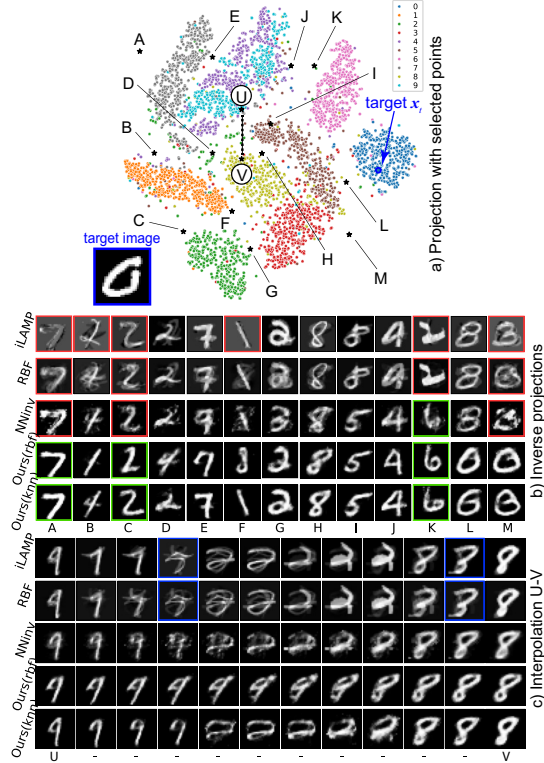 A
E
J
K
D
I
B
C
F
G
H
L
M
U
V
0
1
2
3
4
5
6
7
8
9
target xᵢ
target image
a) Projection with selected points
iLAMP
RBF
NNinv
Ours(rbf)
Ours(knn)
A B C D E F G H I J K L M
b) Inverse projections
iLAMP
RBF
NNinv
Ours(rbf)
Ours(knn)
U - - - - - - - - - - - V
c) Interpolation U-V